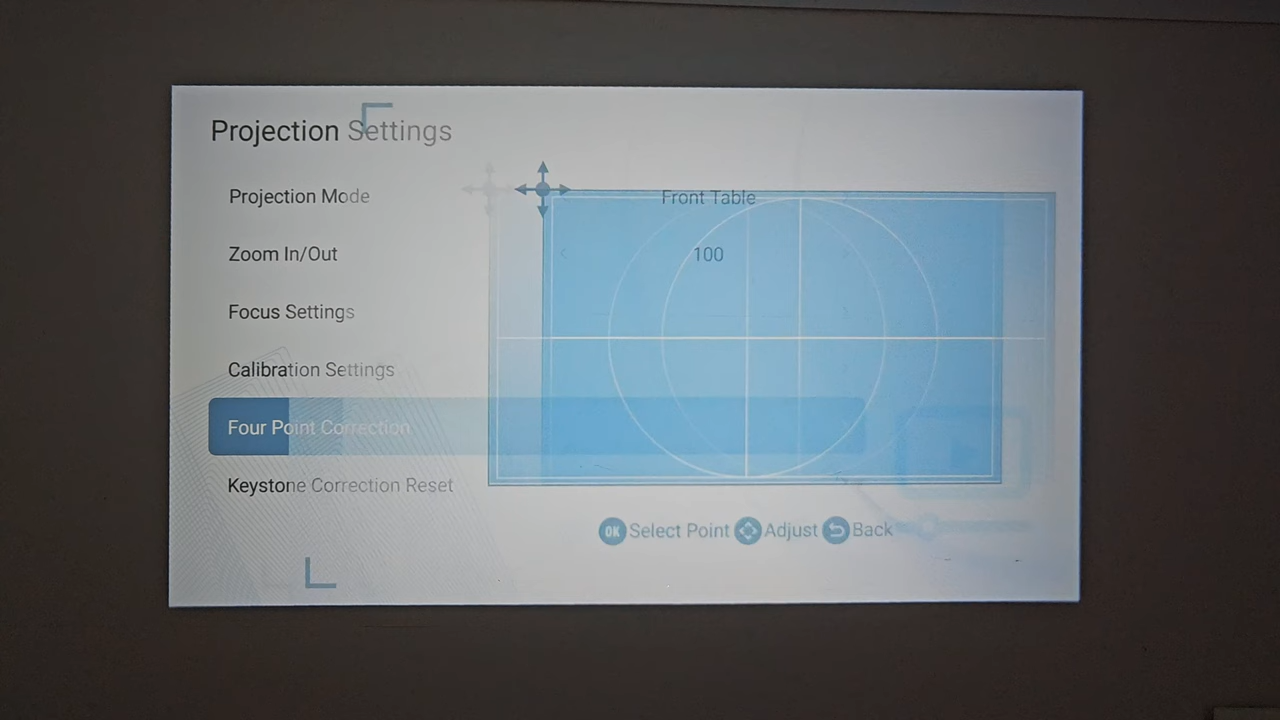 Projection Settings
Projection Mode
Front Table
Zoom In/Out
100
Focus Settings
Calibration Settings
Four Point Correction
Keystone Correction Reset
OK Select Point Adjust Back